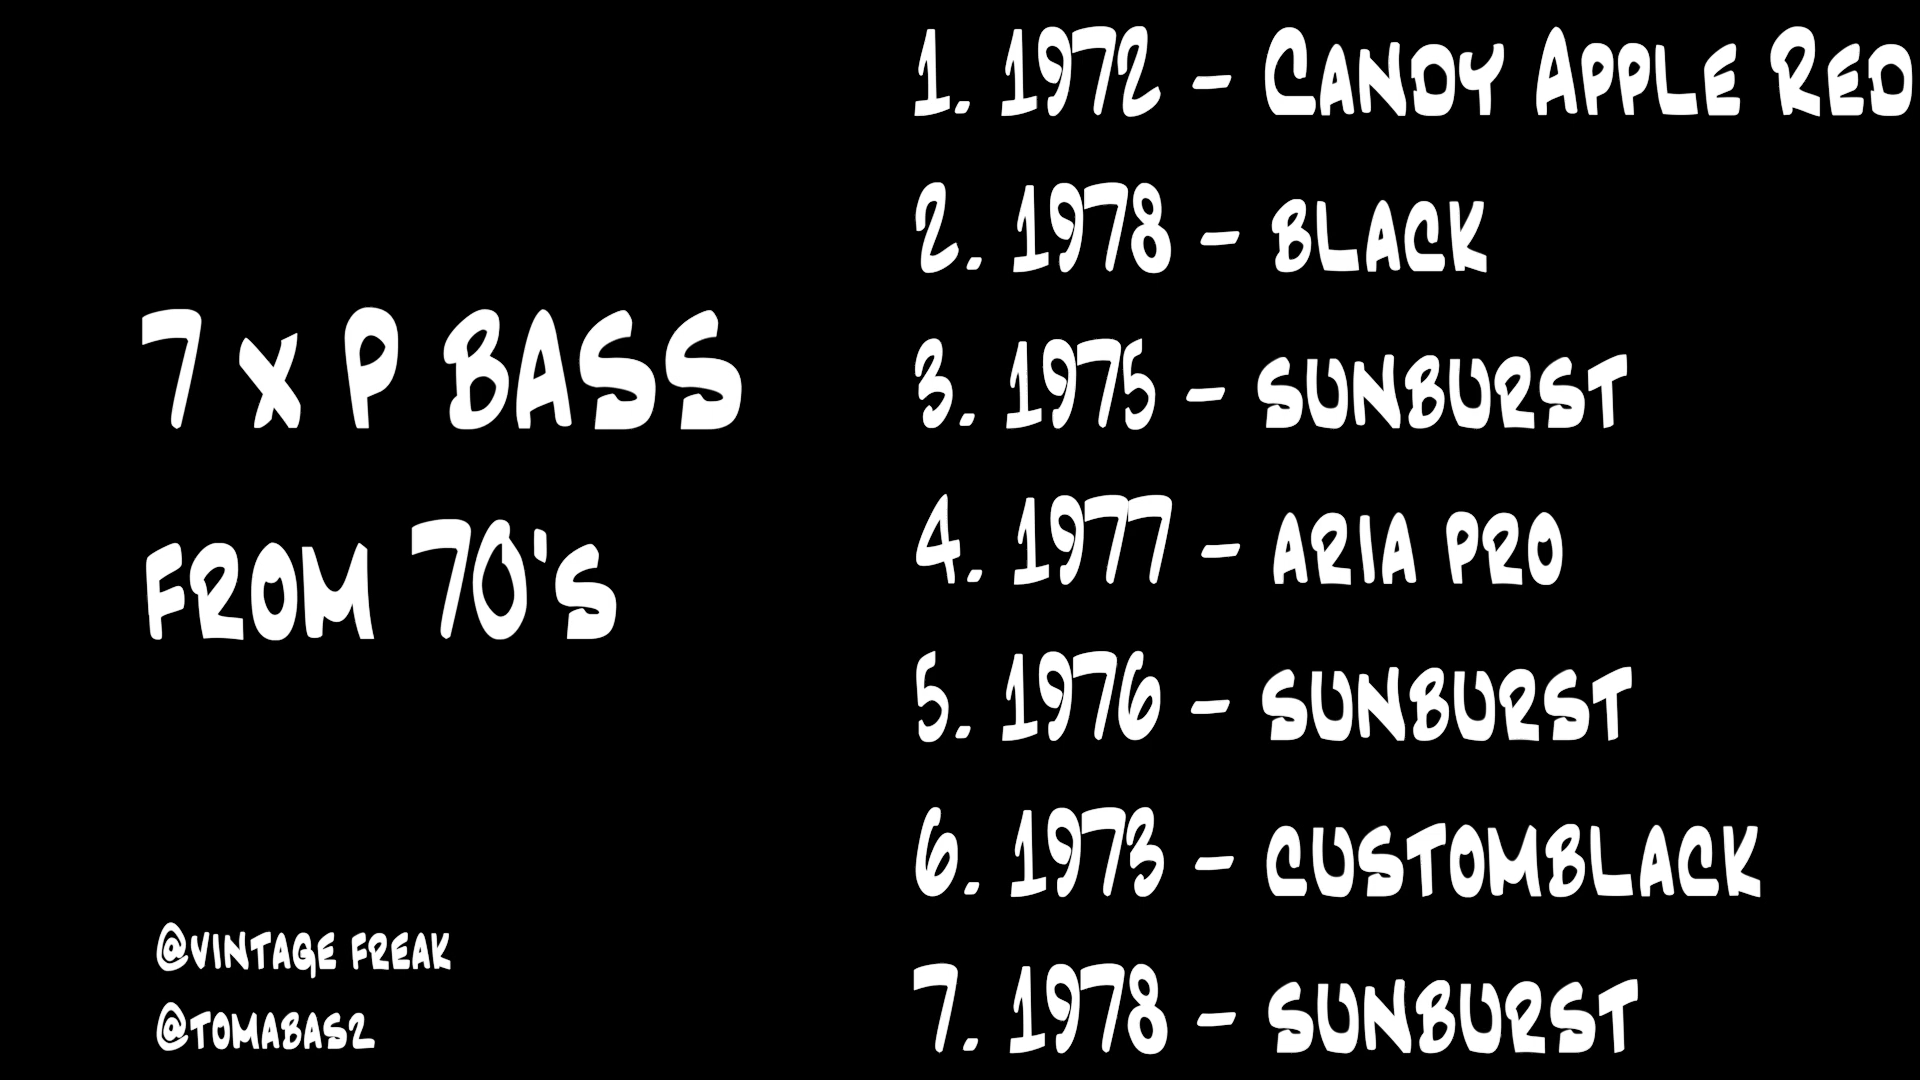 7 x P BASS
FROM 70's
@VINTAGE FREAK
@TOMABAS2
1. 1972 - CANDY APPLE RED
2. 1978 - BLACK
3. 1975 - SUNBURST
4. 1977 - ARIA PRO
5. 1976 - SUNBURST
6. 1973 - CUSTOMBLACK
7. 1978 - SUNBURST